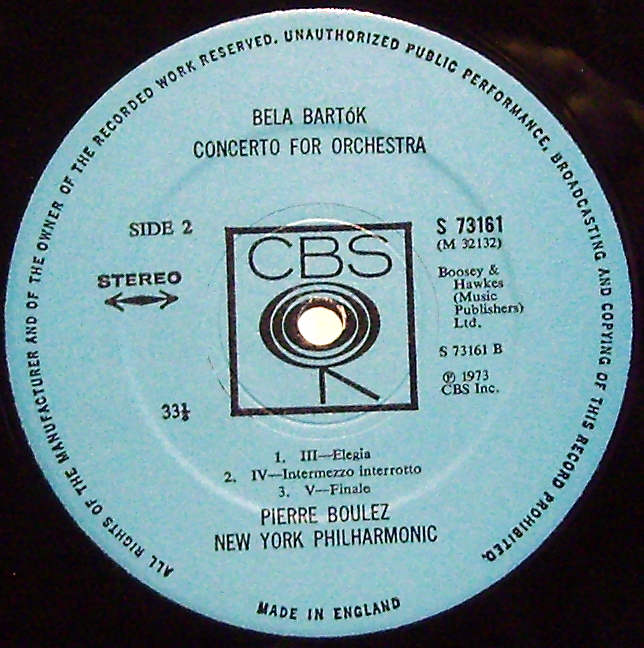 ALL RIGHTS OF THE MANUFACTURER AND OF THE OWNER OF THE RECORDED WORK RESERVED. UNAUTHORIZED PUBLIC PERFORMANCE, BROADCASTING AND COPYING OF THIS RECORD PROHIBITED.
BELA BARTóK
CONCERTO FOR ORCHESTRA
SIDE 2
STEREO
33⅓
CBS
S 73161
(M 32132)
Boosey &
Hawkes
(Music
Publishers)
Ltd.
S 73161 B
℗ 1973
CBS Inc.
1. III—Elegia
2. IV—Intermezzo interrotto
3. V—Finale
PIERRE BOULEZ
NEW YORK PHILHARMONIC
MADE IN ENGLAND